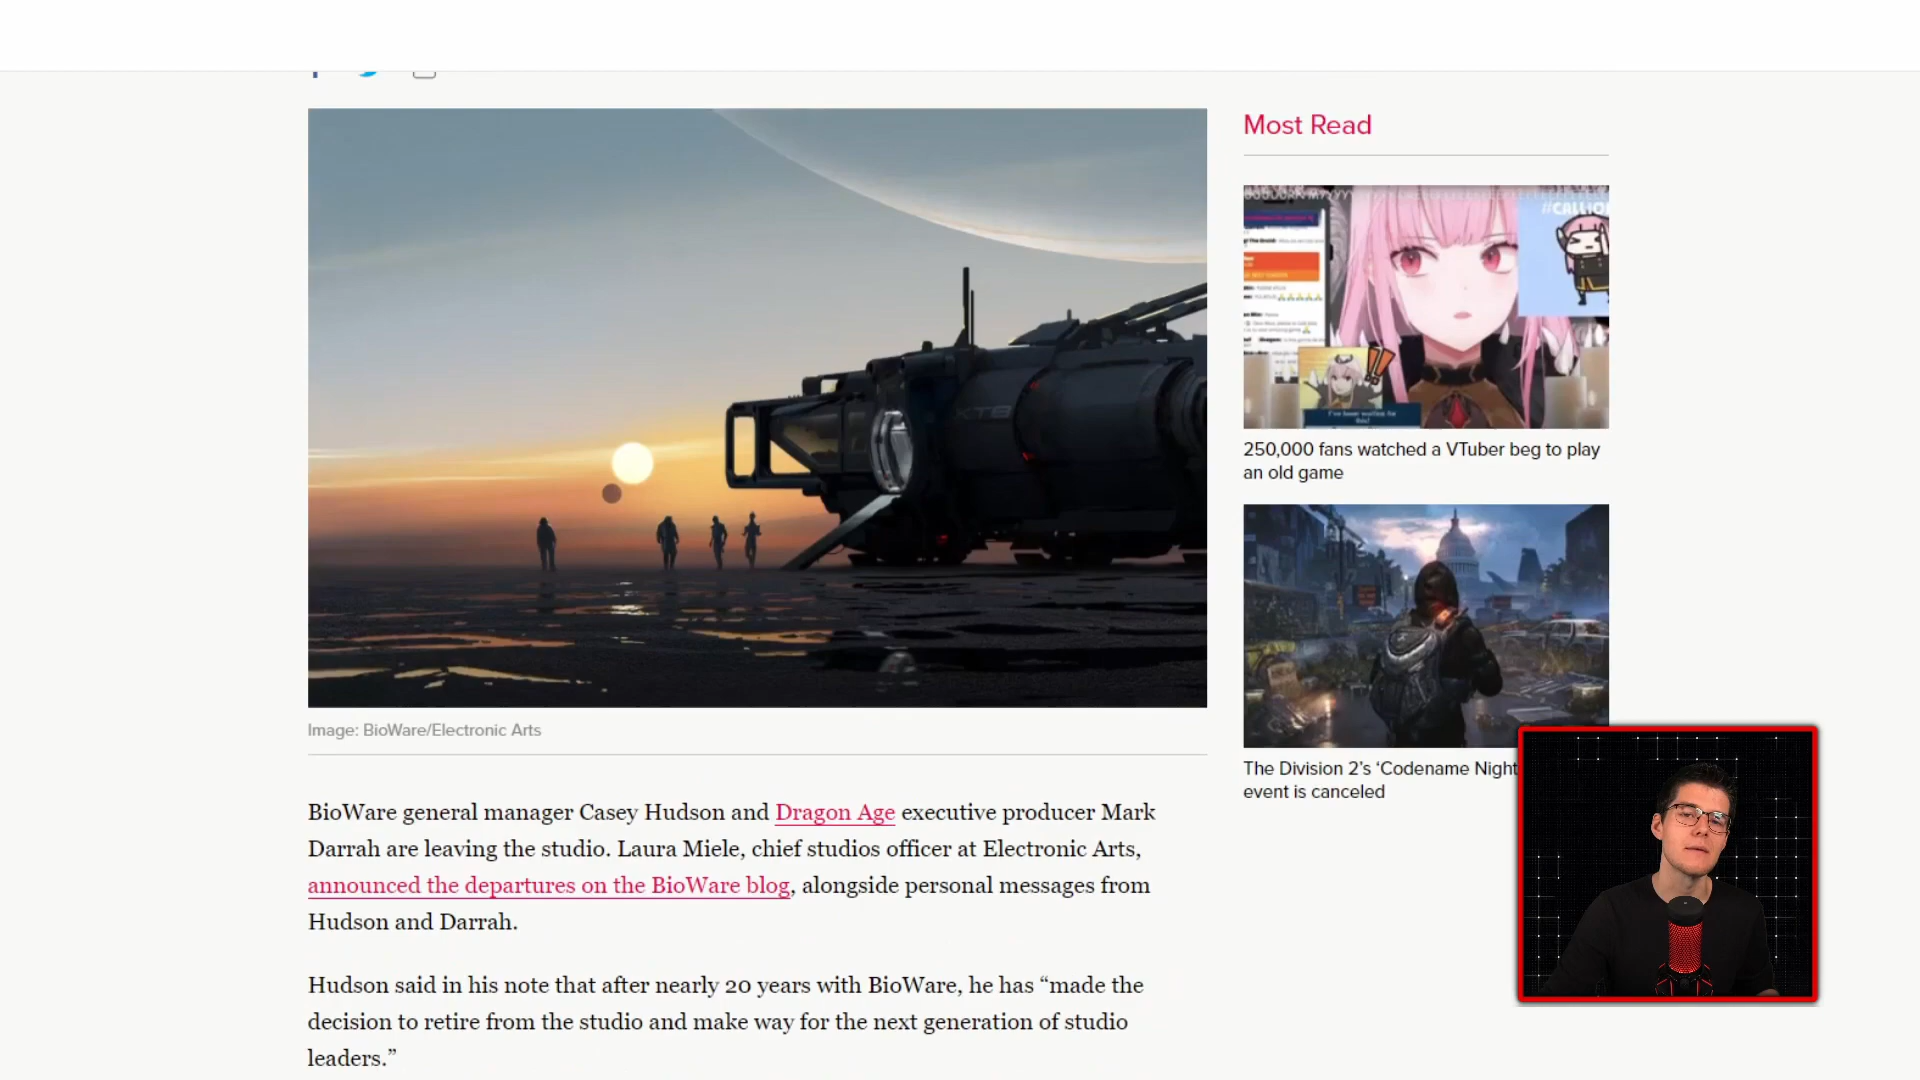 Most Read
#CALLIO
250,000 fans watched a VTuber beg to play
an old game
XT8
Image: BioWare/Electronic Arts
The Division 2’s ‘Codename Night
event is canceled
BioWare general manager Casey Hudson and Dragon Age executive producer Mark
Darrah are leaving the studio. Laura Miele, chief studios officer at Electronic Arts,
announced the departures on the BioWare blog, alongside personal messages from
Hudson and Darrah.
Hudson said in his note that after nearly 20 years with BioWare, he has “made the
decision to retire from the studio and make way for the next generation of studio
leaders.”